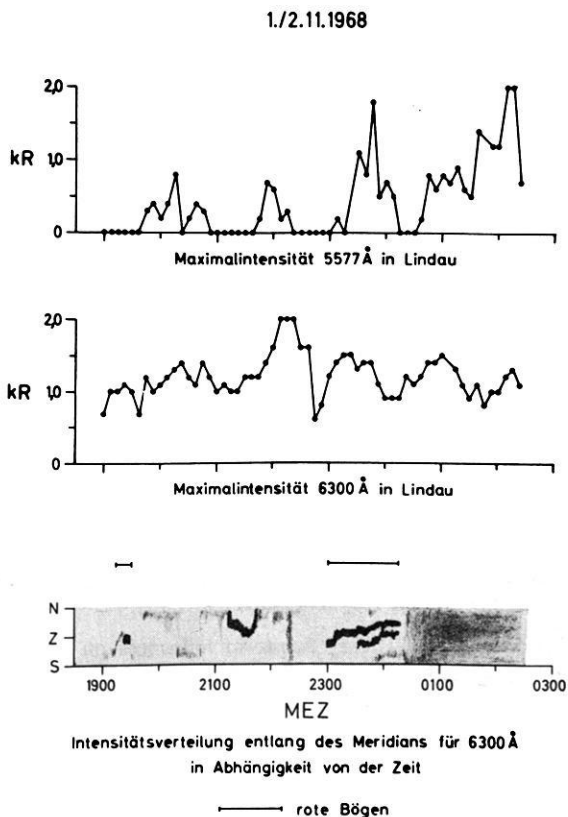 1./2.11.1968
2,0
kR
1,0
0
Maximalintensität 5577Å in Lindau
2,0
kR
1,0
0
Maximalintensität 6300Å in Lindau
N
Z
S
1900 2100 2300 0100 0300
MEZ
Intensitätsverteilung entlang des Meridians für 6300Å
in Abhängigkeit von der Zeit
rote Bögen